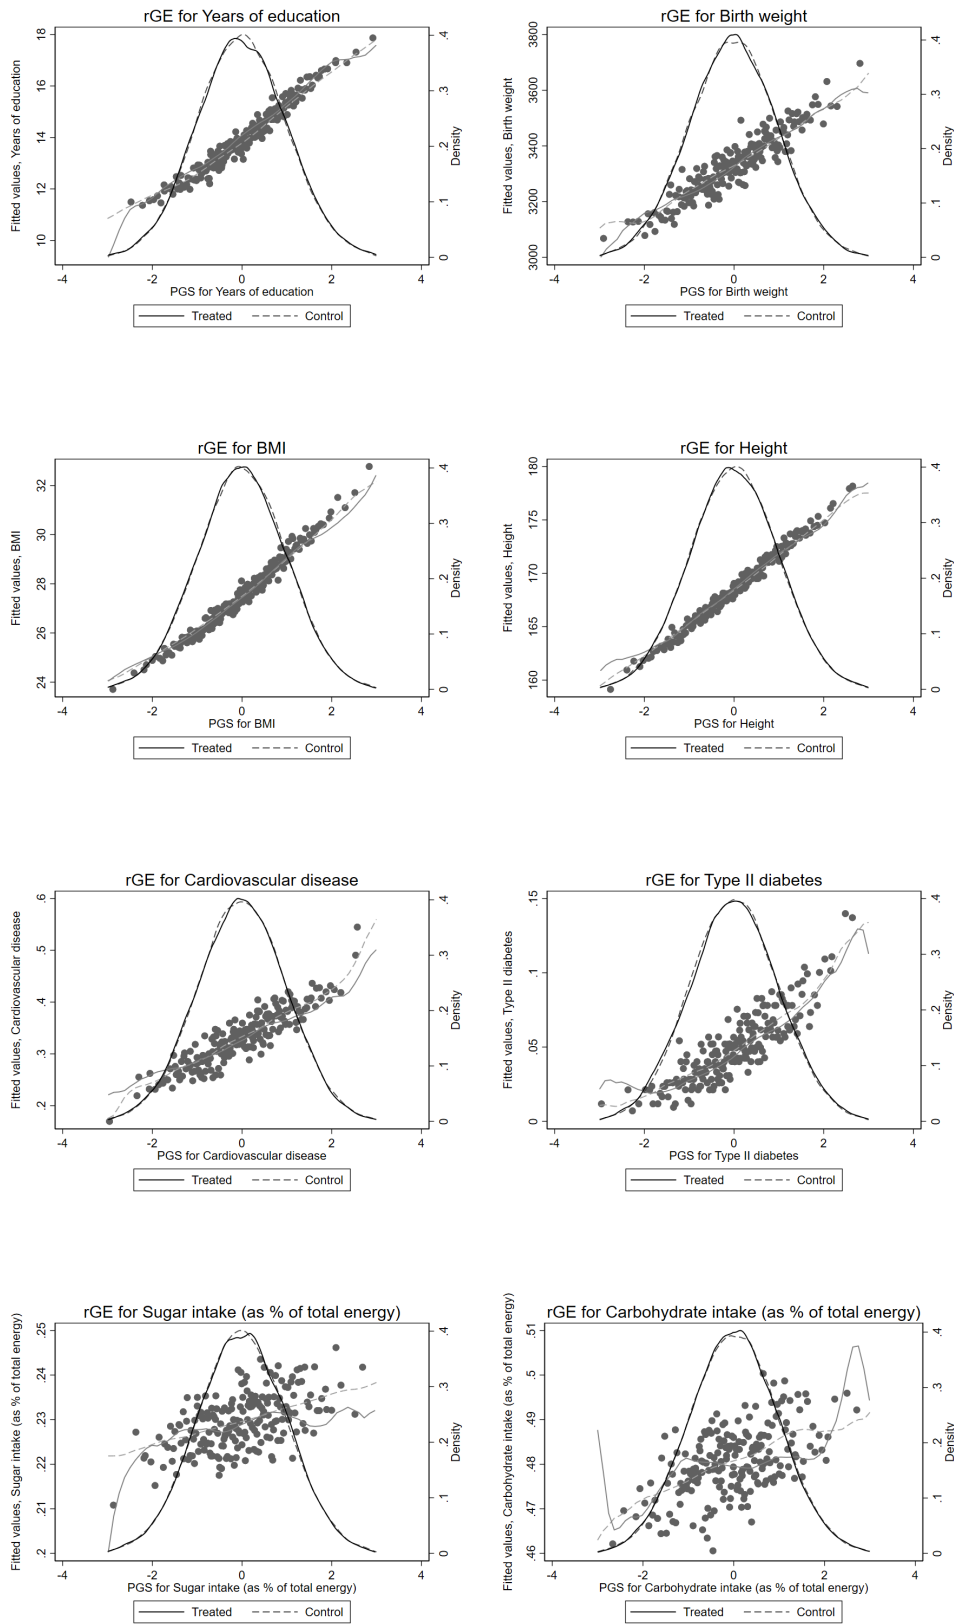 rGE for Years of education
Fitted values, Years of education
18
16
14
12
10
.4
.3
.2
.1
0
Density
-4
-2
0
2
4
PGS for Years of education
Treated
Control
rGE for Birth weight
Fitted values, Birth weight
3800
3600
3400
3200
3000
.4
.3
.2
.1
0
Density
-4
-2
0
2
4
PGS for Birth weight
Treated
Control
rGE for BMI
Fitted values, BMI
32
30
28
26
24
.4
.3
.2
.1
0
Density
-4
-2
0
2
4
PGS for BMI
Treated
Control
rGE for Height
Fitted values, Height
180
175
170
165
160
.4
.3
.2
.1
0
Density
-4
-2
0
2
4
PGS for Height
Treated
Control
rGE for Cardiovascular disease
Fitted values, Cardiovascular disease
.6
.5
.4
.3
.2
.4
.3
.2
.1
0
Density
-4
-2
0
2
4
PGS for Cardiovascular disease
Treated
Control
rGE for Type II diabetes
Fitted values, Type II diabetes
.15
.1
.05
0
.4
.3
.2
.1
0
Density
-4
-2
0
2
4
PGS for Type II diabetes
Treated
Control
rGE for Sugar intake (as % of total energy)
Fitted values, Sugar intake (as % of total energy)
.25
.24
.23
.22
.21
.2
.4
.3
.2
.1
0
Density
-4
-2
0
2
4
PGS for Sugar intake (as % of total energy)
Treated
Control
rGE for Carbohydrate intake (as % of total energy)
Fitted values, Carbohydrate intake (as % of total energy)
.51
.5
.49
.48
.47
.46
.4
.3
.2
.1
0
Density
-4
-2
0
2
4
PGS for Carbohydrate intake (as % of total energy)
Treated
Control